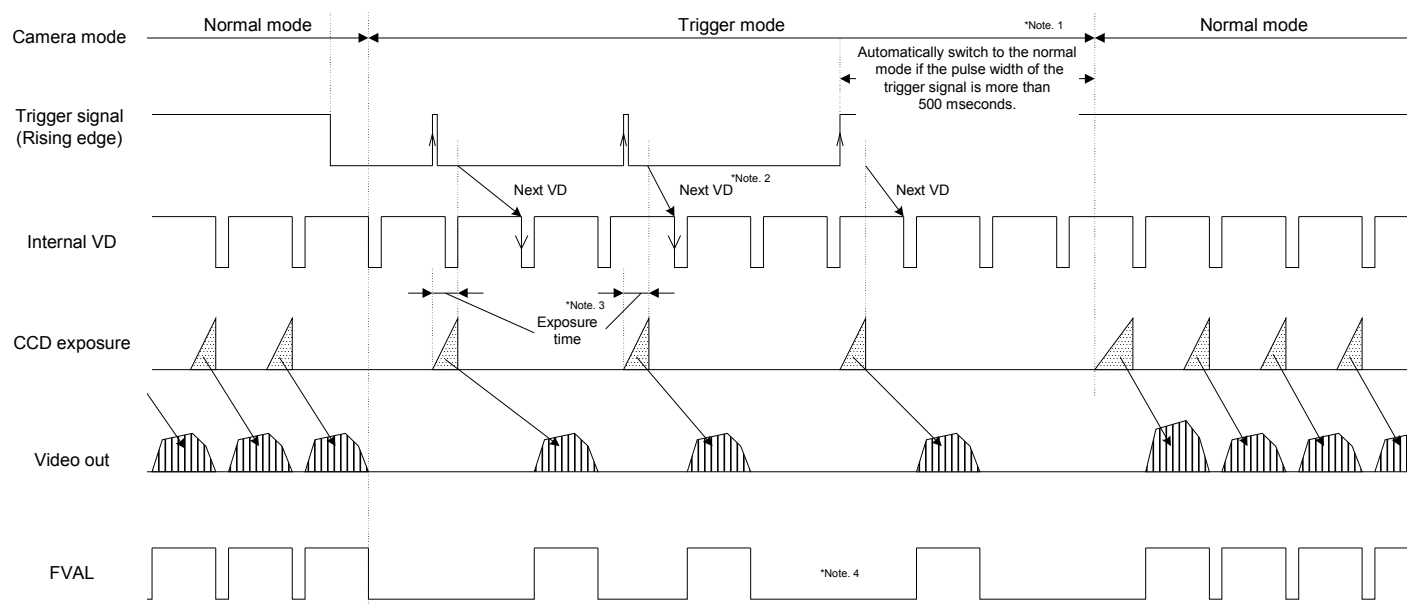 Normal mode
Trigger mode
*Note. 1
Normal mode
Camera mode
Automatically switch to the normal
mode if the pulse width of the
trigger signal is more than
500 mseconds.
Trigger signal
(Rising edge)
*Note. 2
Next VD
Next VD
Next VD
Internal VD
*Note. 3
Exposure
time
CCD exposure
Video out
FVAL
*Note. 4